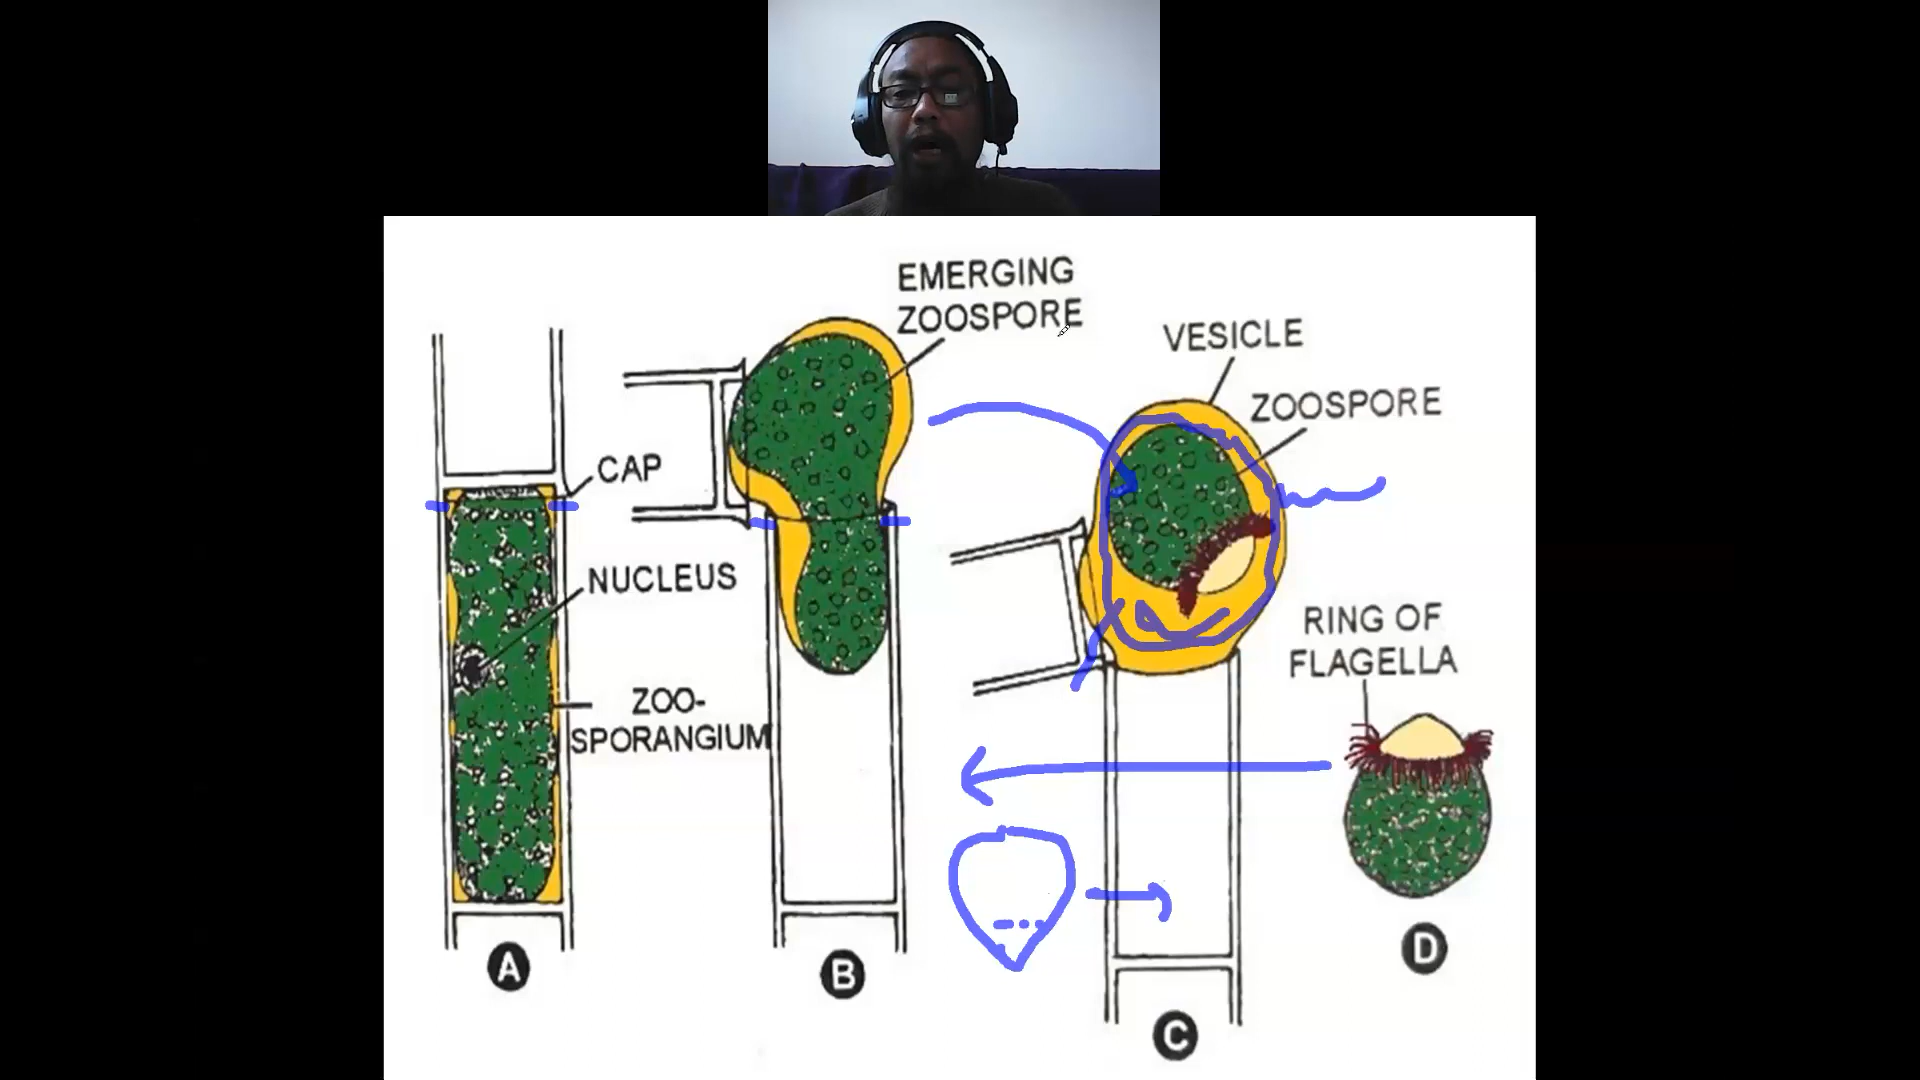 EMERGING
ZOOSPORE
VESICLE
ZOOSPORE
CAP
NUCLEUS
RING OF
FLAGELLA
ZOO-
SPORANGIUM
A
B
C
D